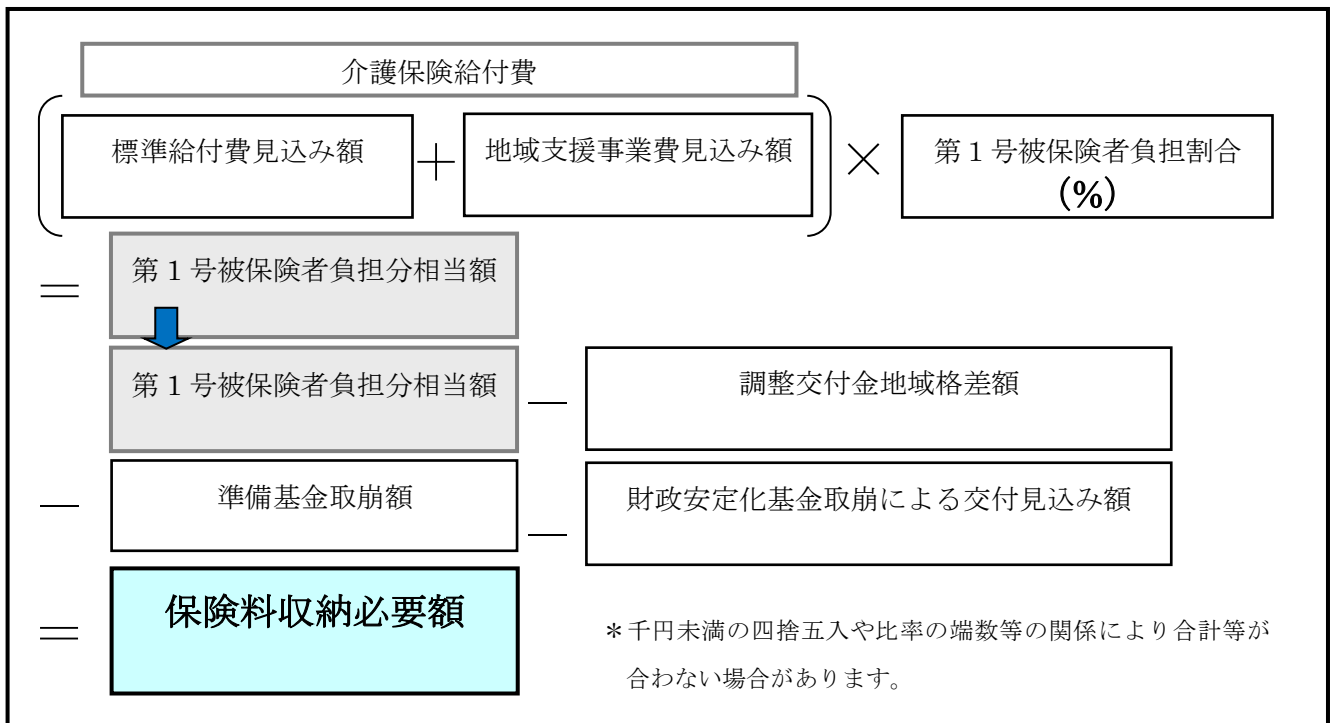 介護保険給付費
標準給付費見込み額
＋
地域支援事業費見込み額
×
第１号被保険者負担割合
(%)
＝
第１号被保険者負担分相当額
第１号被保険者負担分相当額
―
調整交付金地域格差額
―
準備基金取崩額
―
財政安定化基金取崩による交付見込み額
＝
保険料収納必要額
＊千円未満の四捨五入や比率の端数等の関係により合計等が
合わない場合があります。